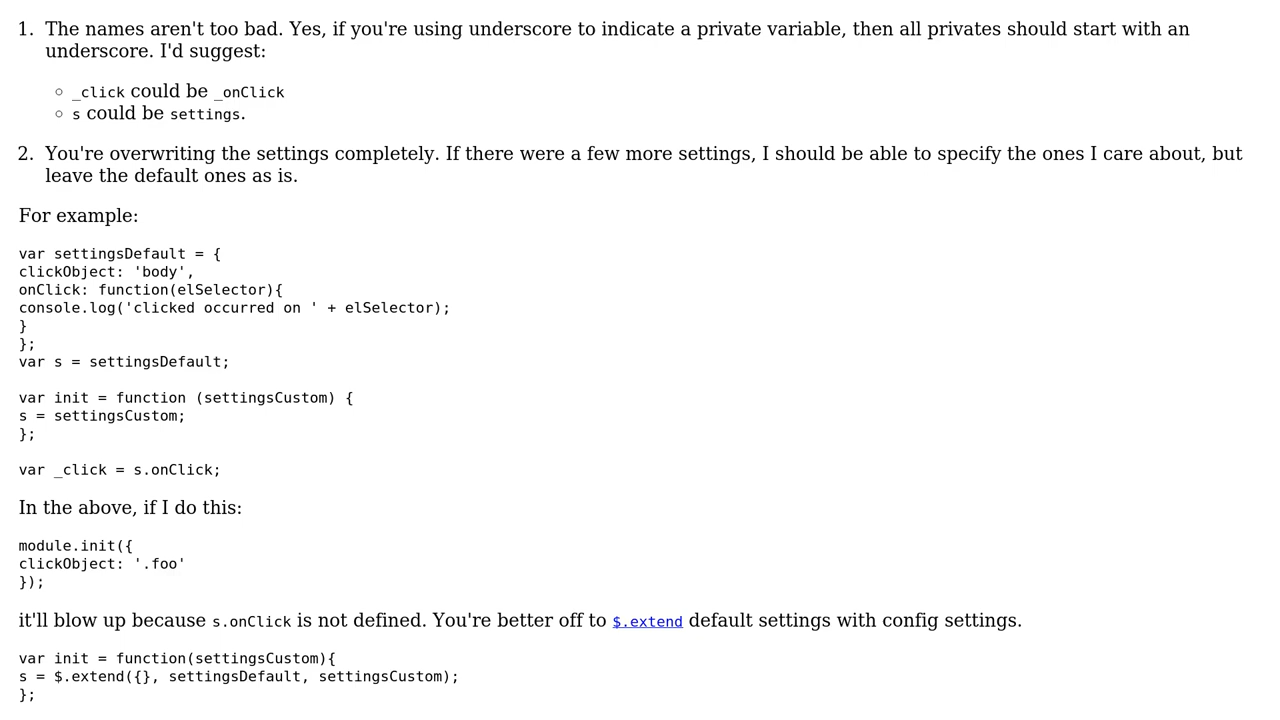 1. The names aren't too bad. Yes, if you're using underscore to indicate a private variable, then all privates should start with an
underscore. I'd suggest:
◦ _click could be _onClick
◦ s could be settings.
2. You're overwriting the settings completely. If there were a few more settings, I should be able to specify the ones I care about, but
leave the default ones as is.
For example:
var settingsDefault = {
clickObject: 'body',
onClick: function(elSelector){
console.log('clicked occurred on ' + elSelector);
}
};
var s = settingsDefault;
var init = function (settingsCustom) {
s = settingsCustom;
};
var _click = s.onClick;
In the above, if I do this:
module.init({
clickObject: '.foo'
});
it'll blow up because s.onClick is not defined. You're better off to $.extend default settings with config settings.
var init = function(settingsCustom){
s = $.extend({}, settingsDefault, settingsCustom);
};